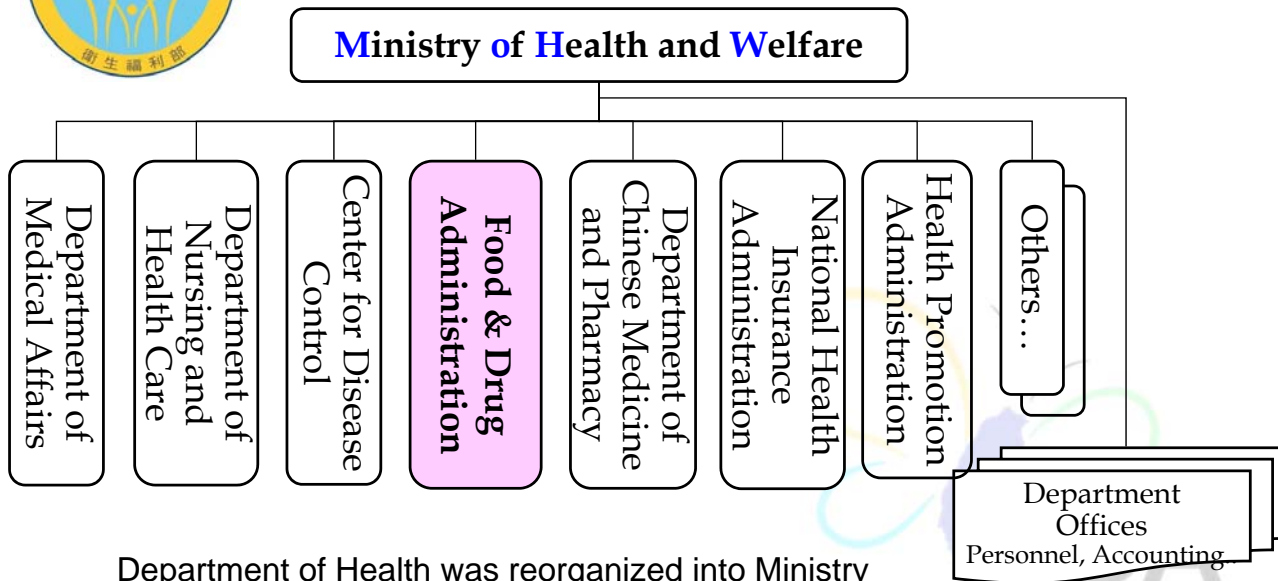 衛生福利部
Ministry of Health and Welfare
Department of
Medical Affairs
Department of
Nursing and
Health Care
Center for Disease
Control
Food & Drug
Administration
Department of
Chinese Medicine
and Pharmacy
National Health
Insurance
Administration
Health Promotion
Administration
Others....
Department
Offices
Personnel, Accounting..
Department of Health was reorganized into Ministry